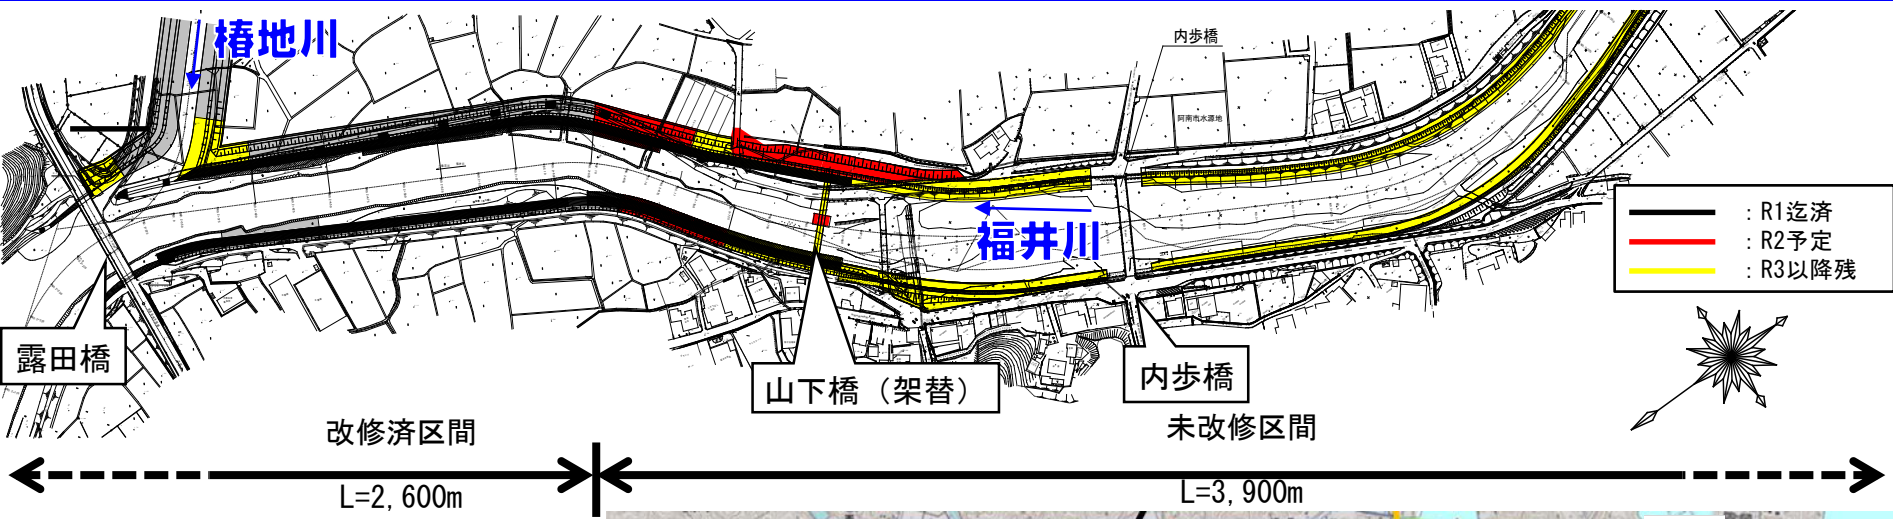 椿地川
内歩橋
阿南市水源地
福井川
: R1迄済
: R2予定
: R3以降残
露田橋
山下橋（架替）
内歩橋
改修済区間
未改修区間
L=2,600m
L=3,900m